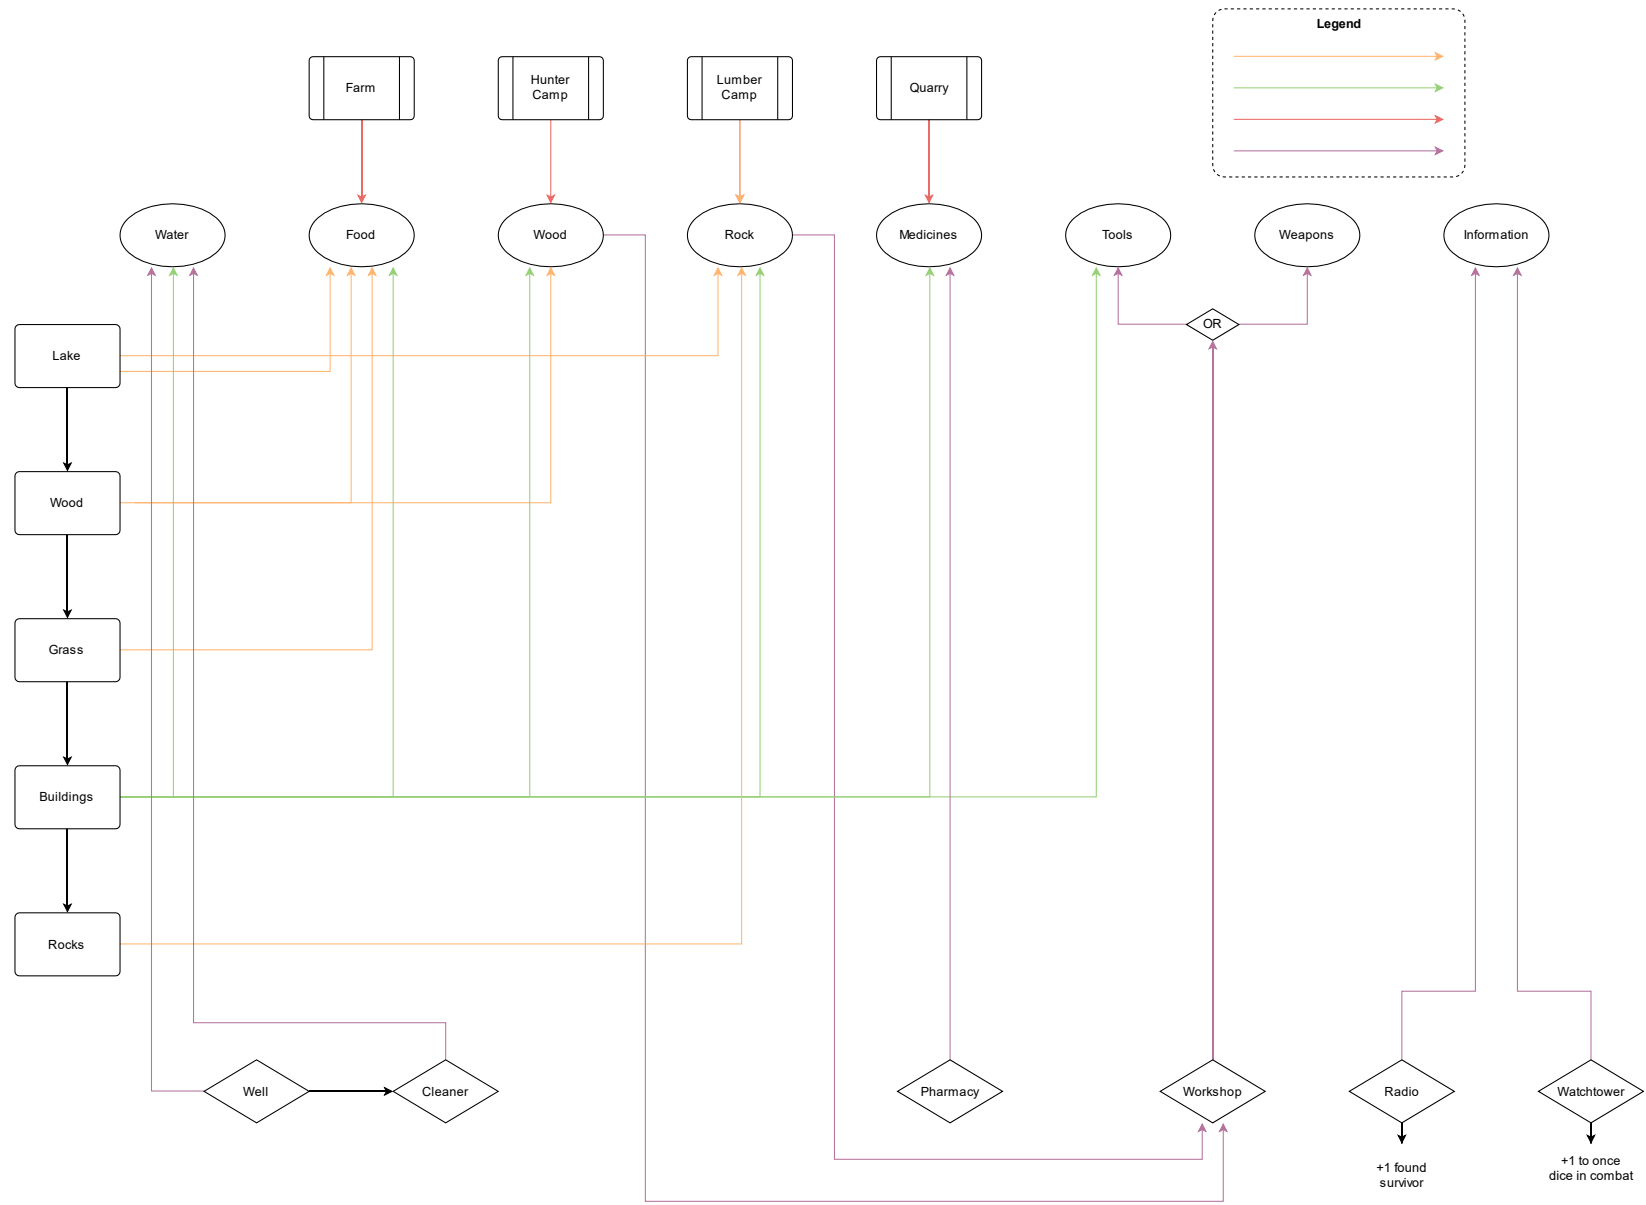 Legend
Farm
Hunter
Camp
Lumber
Camp
Quarry
Water
Food
Wood
Rock
Medicines
Tools
Weapons
Information
OR
Lake
Wood
Grass
Buildings
Rocks
Well
Cleaner
Pharmacy
Workshop
Radio
Watchtower
+1 found
survivor
+1 to once
dice in combat